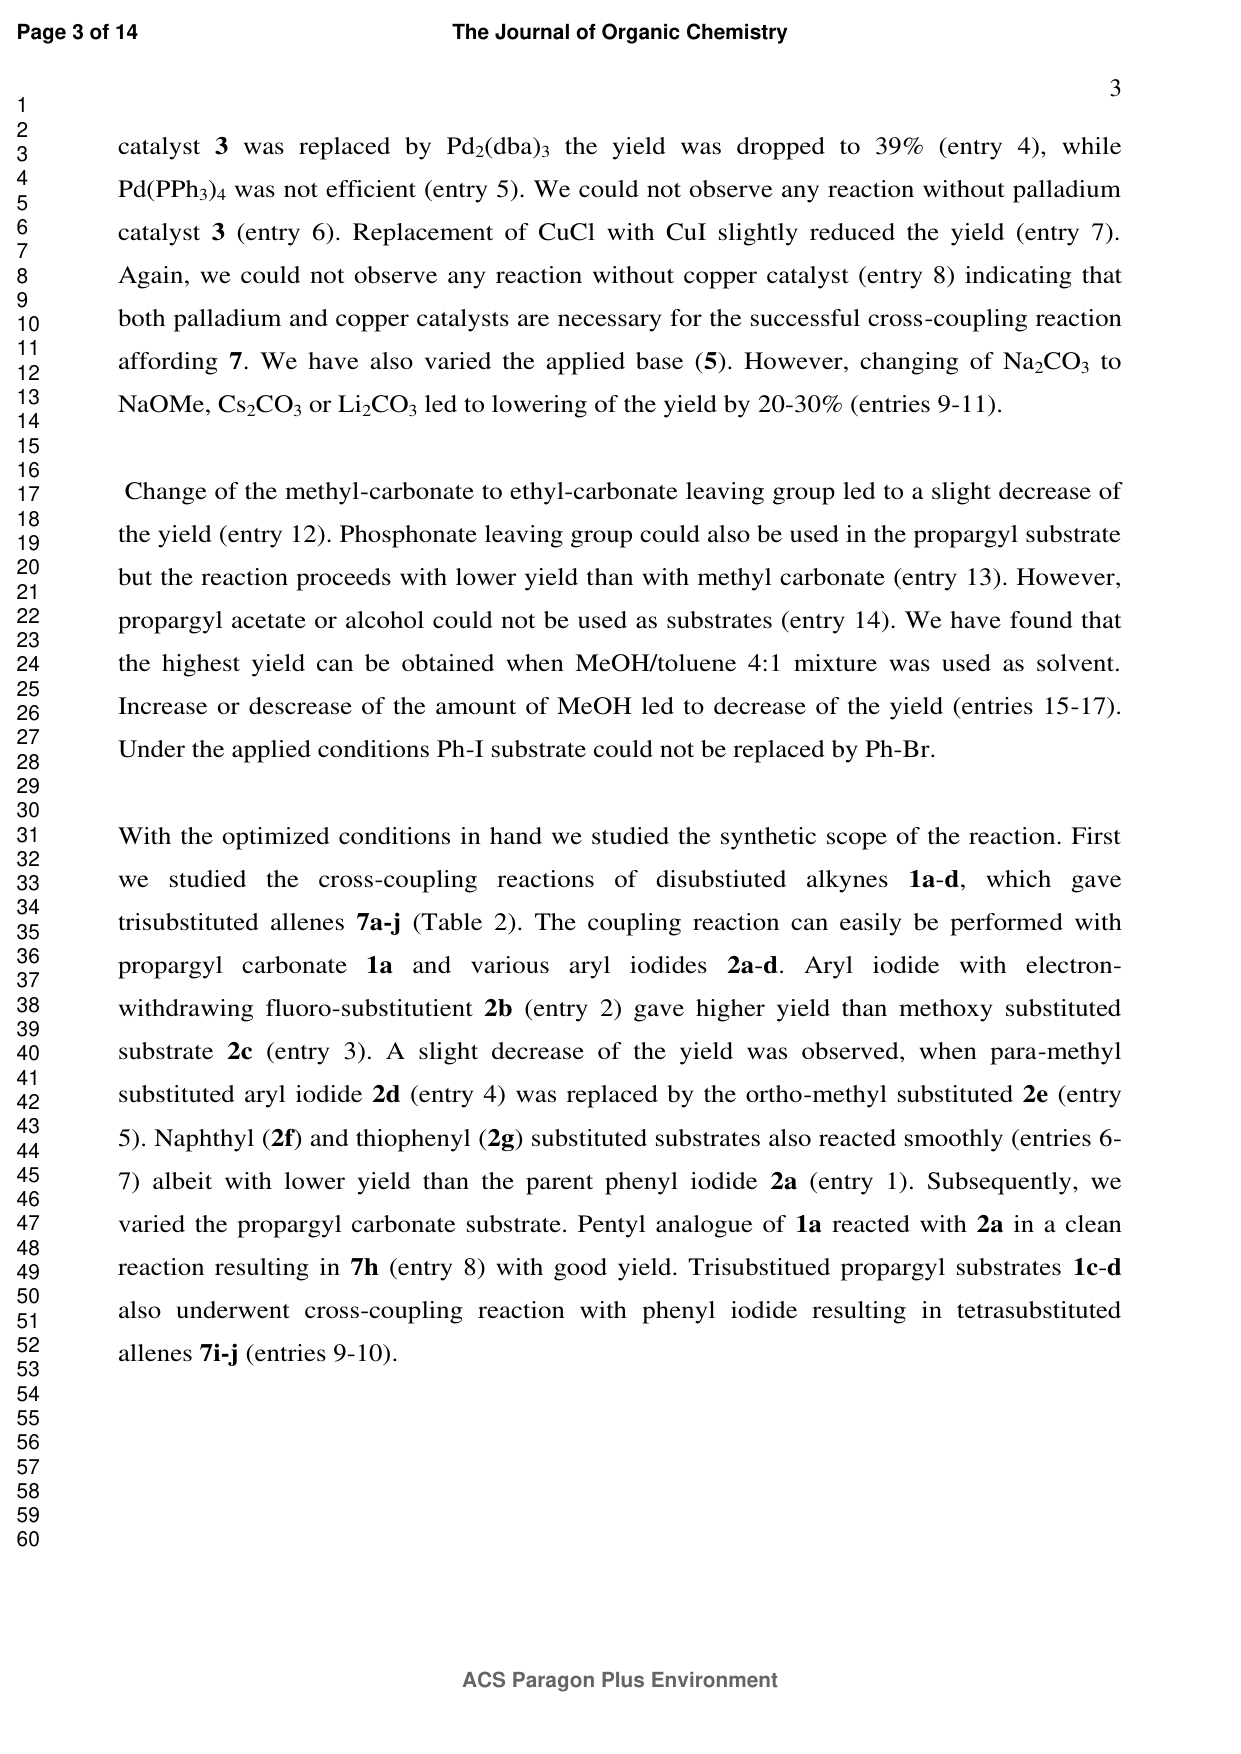 Page 3 of 14
The Journal of Organic Chemistry
3
1
2
3
4
5
6
7
8
9
10
11
12
13
14
15
16
17
18
19
20
21
22
23
24
25
26
27
28
29
30
31
32
33
34
35
36
37
38
39
40
41
42
43
44
45
46
47
48
49
50
51
52
53
54
55
56
57
58
59
60
catalyst 3 was replaced by Pd2(dba)3 the yield was dropped to 39% (entry 4), while
Pd(PPh3)4 was not efficient (entry 5). We could not observe any reaction without palladium
catalyst 3 (entry 6). Replacement of CuCl with CuI slightly reduced the yield (entry 7).
Again, we could not observe any reaction without copper catalyst (entry 8) indicating that
both palladium and copper catalysts are necessary for the successful cross-coupling reaction
affording 7. We have also varied the applied base (5). However, changing of Na2CO3 to
NaOMe, Cs2CO3 or Li2CO3 led to lowering of the yield by 20-30% (entries 9-11).
Change of the methyl-carbonate to ethyl-carbonate leaving group led to a slight decrease of
the yield (entry 12). Phosphonate leaving group could also be used in the propargyl substrate
but the reaction proceeds with lower yield than with methyl carbonate (entry 13). However,
propargyl acetate or alcohol could not be used as substrates (entry 14). We have found that
the highest yield can be obtained when MeOH/toluene 4:1 mixture was used as solvent.
Increase or descrease of the amount of MeOH led to decrease of the yield (entries 15-17).
Under the applied conditions Ph-I substrate could not be replaced by Ph-Br.
With the optimized conditions in hand we studied the synthetic scope of the reaction. First
we studied the cross-coupling reactions of disubstiuted alkynes 1a-d, which gave
trisubstituted allenes 7a-j (Table 2). The coupling reaction can easily be performed with
propargyl carbonate 1a and various aryl iodides 2a-d. Aryl iodide with electron-
withdrawing fluoro-substitutient 2b (entry 2) gave higher yield than methoxy substituted
substrate 2c (entry 3). A slight decrease of the yield was observed, when para-methyl
substituted aryl iodide 2d (entry 4) was replaced by the ortho-methyl substituted 2e (entry
5). Naphthyl (2f) and thiophenyl (2g) substituted substrates also reacted smoothly (entries 6-
7) albeit with lower yield than the parent phenyl iodide 2a (entry 1). Subsequently, we
varied the propargyl carbonate substrate. Pentyl analogue of 1a reacted with 2a in a clean
reaction resulting in 7h (entry 8) with good yield. Trisubstitued propargyl substrates 1c-d
also underwent cross-coupling reaction with phenyl iodide resulting in tetrasubstituted
allenes 7i-j (entries 9-10).
ACS Paragon Plus Environment